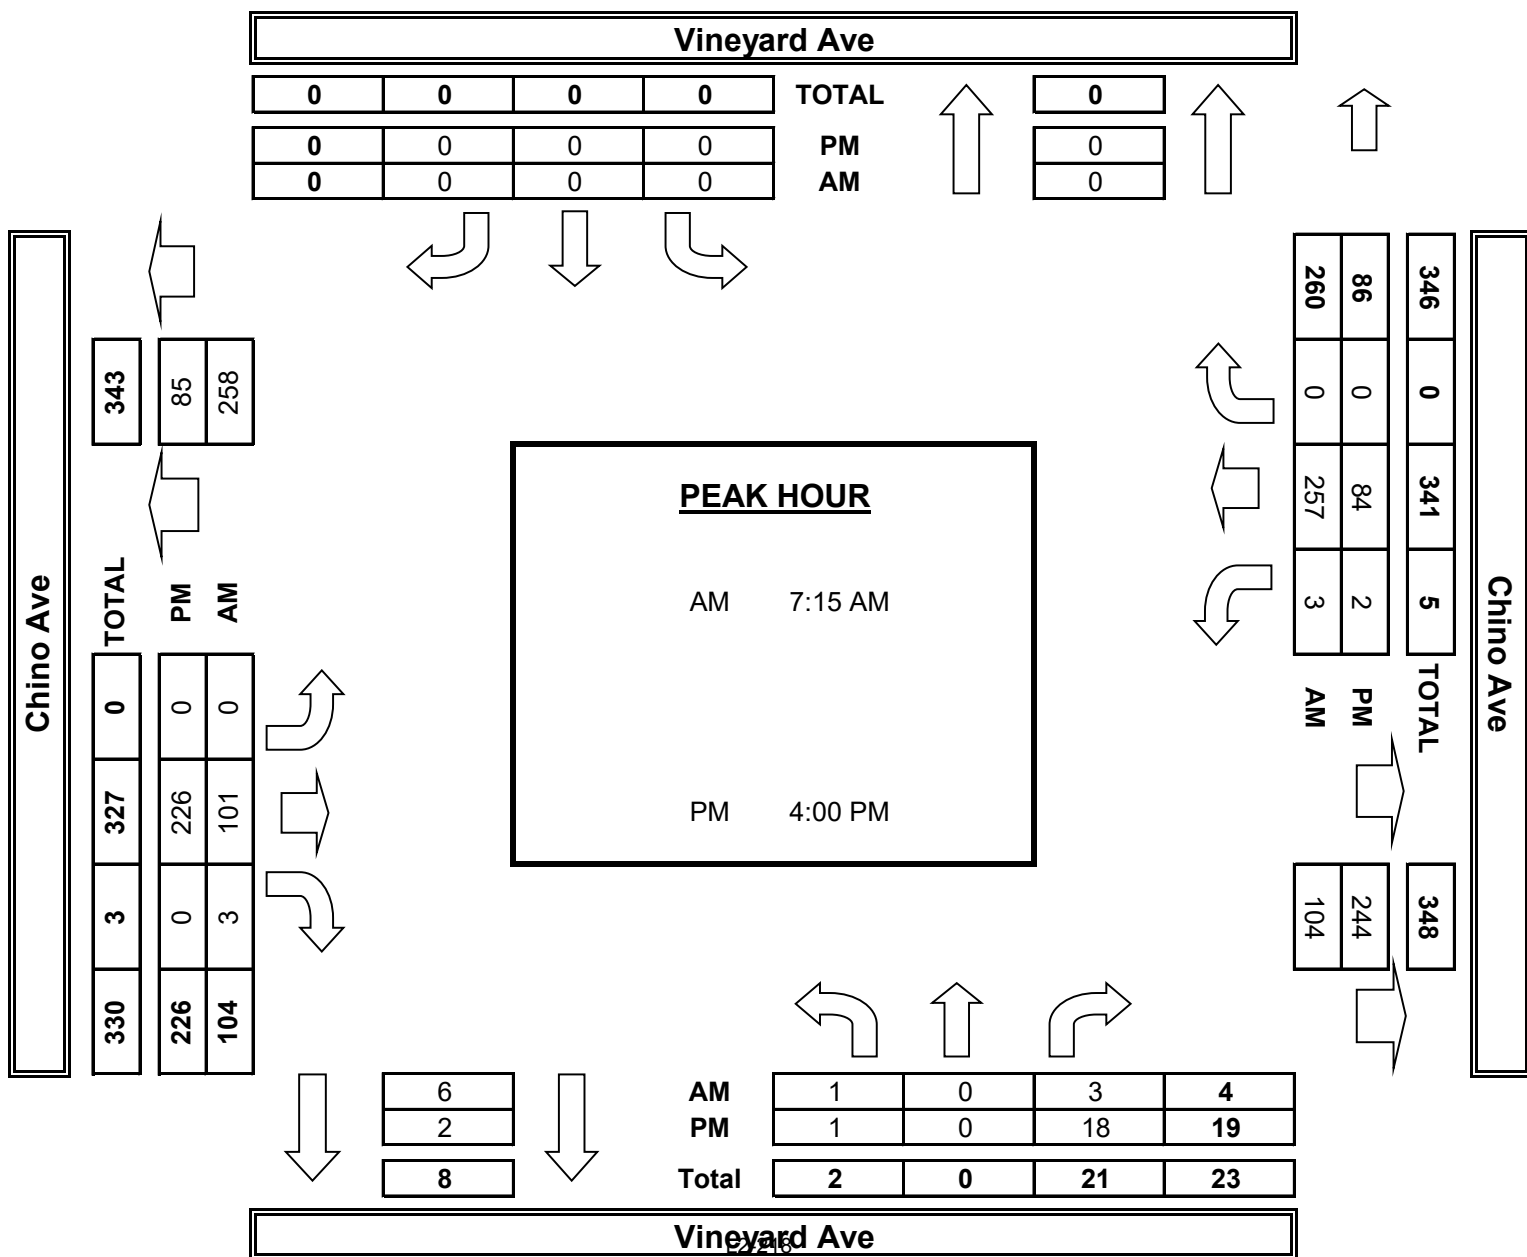 Vineyard Ave
0 0 0 0 TOTAL 0
0 0 0 0 PM 0
0 0 0 0 AM 0
Chino Ave
343
85
258
TOTAL
PM
AM
0 327 3 330
0 226 0 226
0 101 3 104
PEAK HOUR
AM 7:15 AM
PM 4:00 PM
346 0 341 5 TOTAL 348
86 0 84 2 PM 244
260 0 257 3 AM 104
Chino Ave
6 AM 1 0 3 4
2 PM 1 0 18 19
8 Total 2 0 21 23
Vineyard Ave